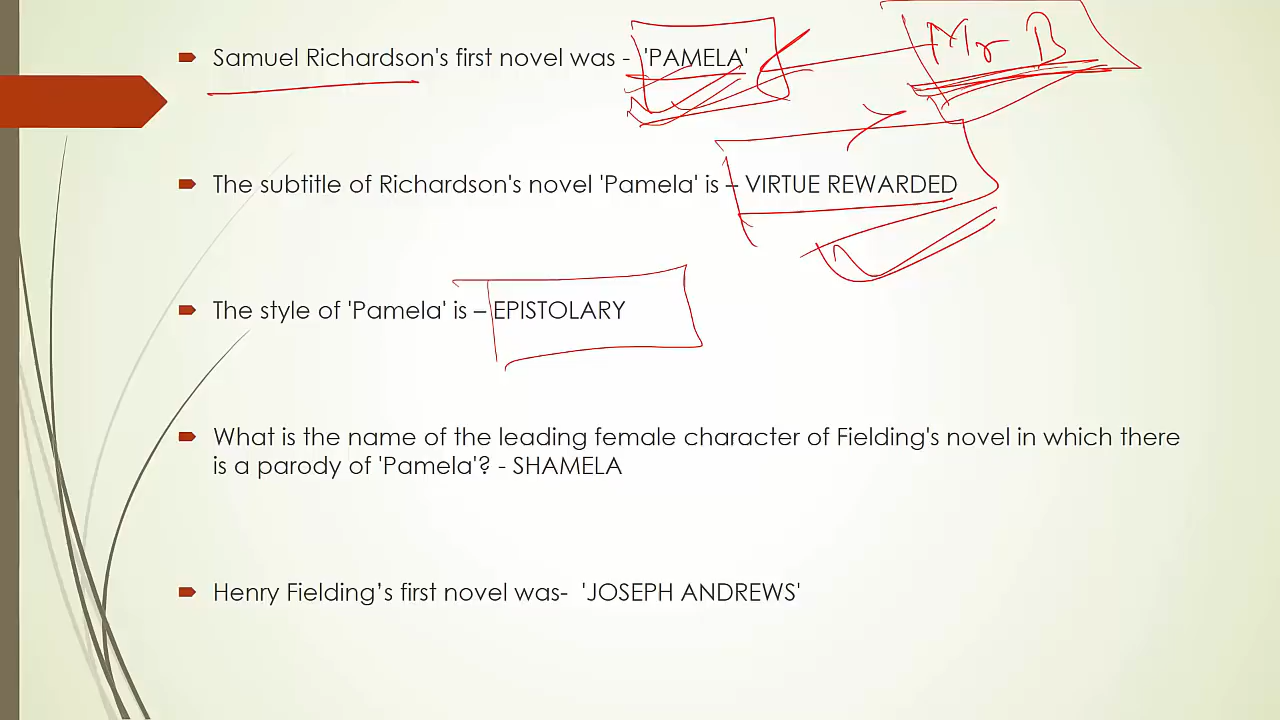 Samuel Richardson's first novel was - 'PAMELA'
Mr B
The subtitle of Richardson's novel 'Pamela' is – VIRTUE REWARDED
The style of 'Pamela' is – EPISTOLARY
What is the name of the leading female character of Fielding's novel in which there
is a parody of 'Pamela'? - SHAMELA
Henry Fielding’s first novel was-  'JOSEPH ANDREWS'